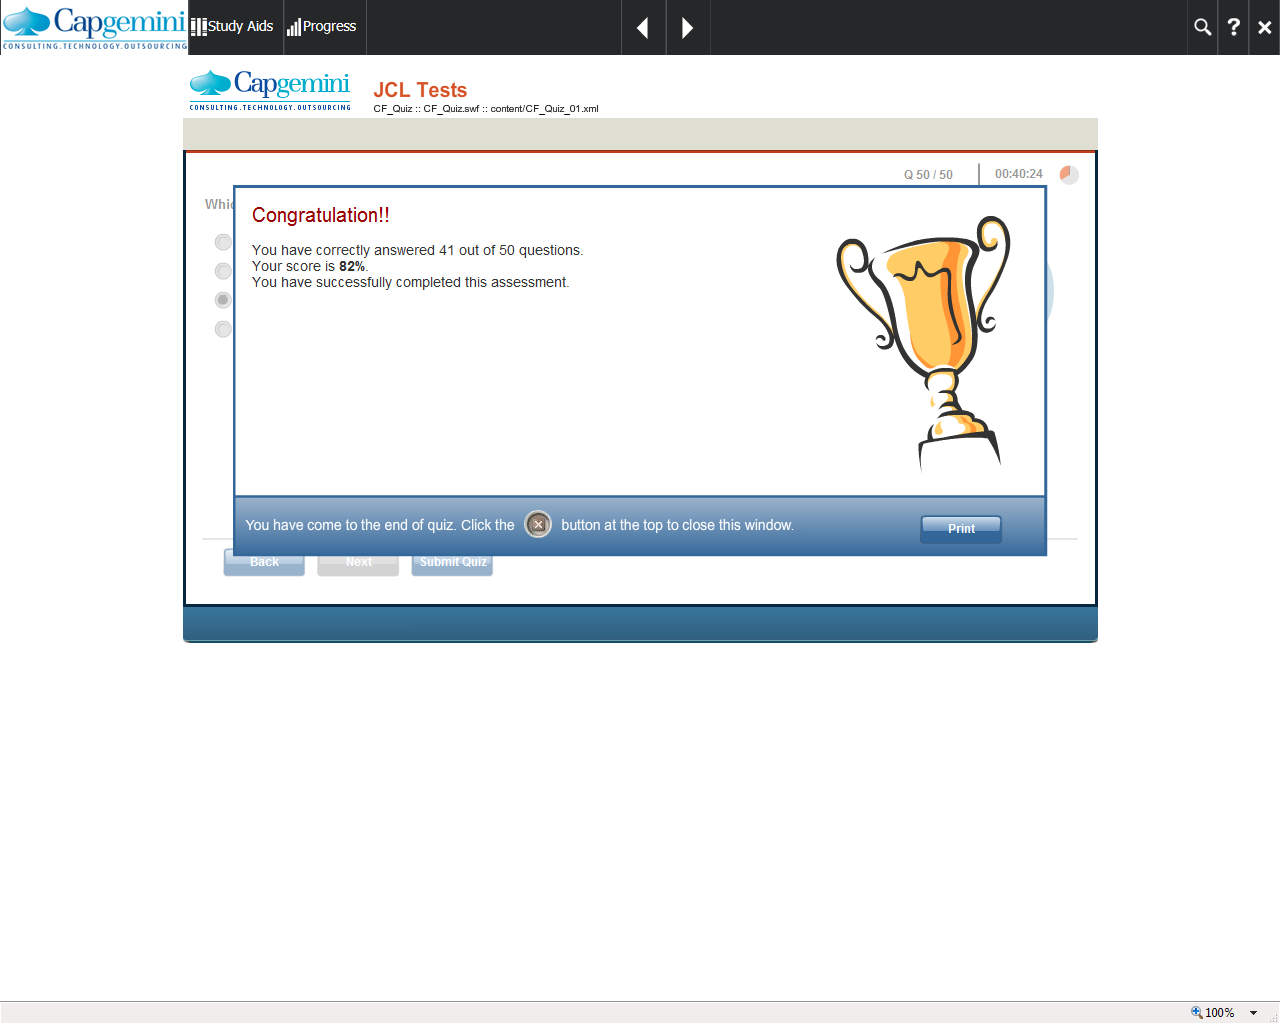 Capgemini
CONSULTING.TECHNOLOGY.OUTSOURCING
Study Aids
Progress
?
Capgemini
CONSULTING.TECHNOLOGY.OUTSOURCING
JCL Tests
CF_Quiz :: CF_Quiz.swf :: content/CF_Quiz_01.xml
Q 50 / 50
00:40:24
Whic
Congratulation!!
You have correctly answered 41 out of 50 questions.
Your score is 82%.
You have successfully completed this assessment.
You have come to the end of quiz. Click the button at the top to close this window.
Print
Back
Next
Submit Quiz
100%